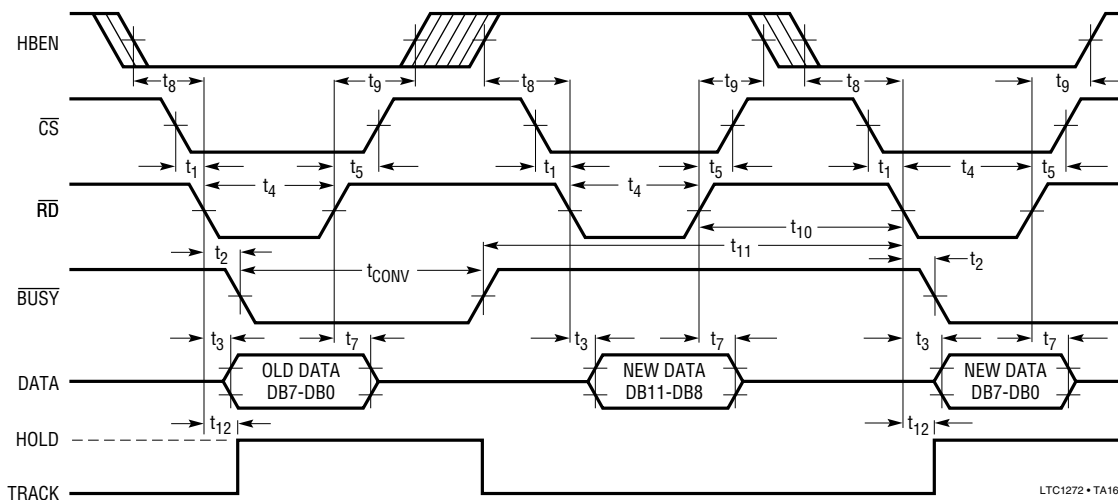 HBEN
t8 t9 t8 t9 t8 t9
CS
t1 t5 t1 t5 t1 t5
t4 t4 t4
RD
t10
t2 t11
tCONV t2
BUSY
t3 t7 t3 t7 t3 t7
DATA
OLD DATA
DB7-DB0
NEW DATA
DB11-DB8
NEW DATA
DB7-DB0
t12 t12
HOLD
TRACK
LTC1272 • TA16